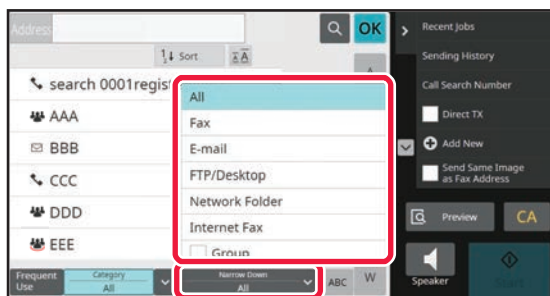 Address
OK
Sort
search 0001regis
AAA
BBB
CCC
DDD
EEE
All
Fax
E-mail
FTP/Desktop
Network Folder
Internet Fax
Group
Frequent
Use
Category
All
Narrow Down
All
ABC
W
Recent Jobs
Sending History
Call Search Number
Direct TX
Add New
Send Same Image
as Fax Address
Preview
CA
Speaker
Start